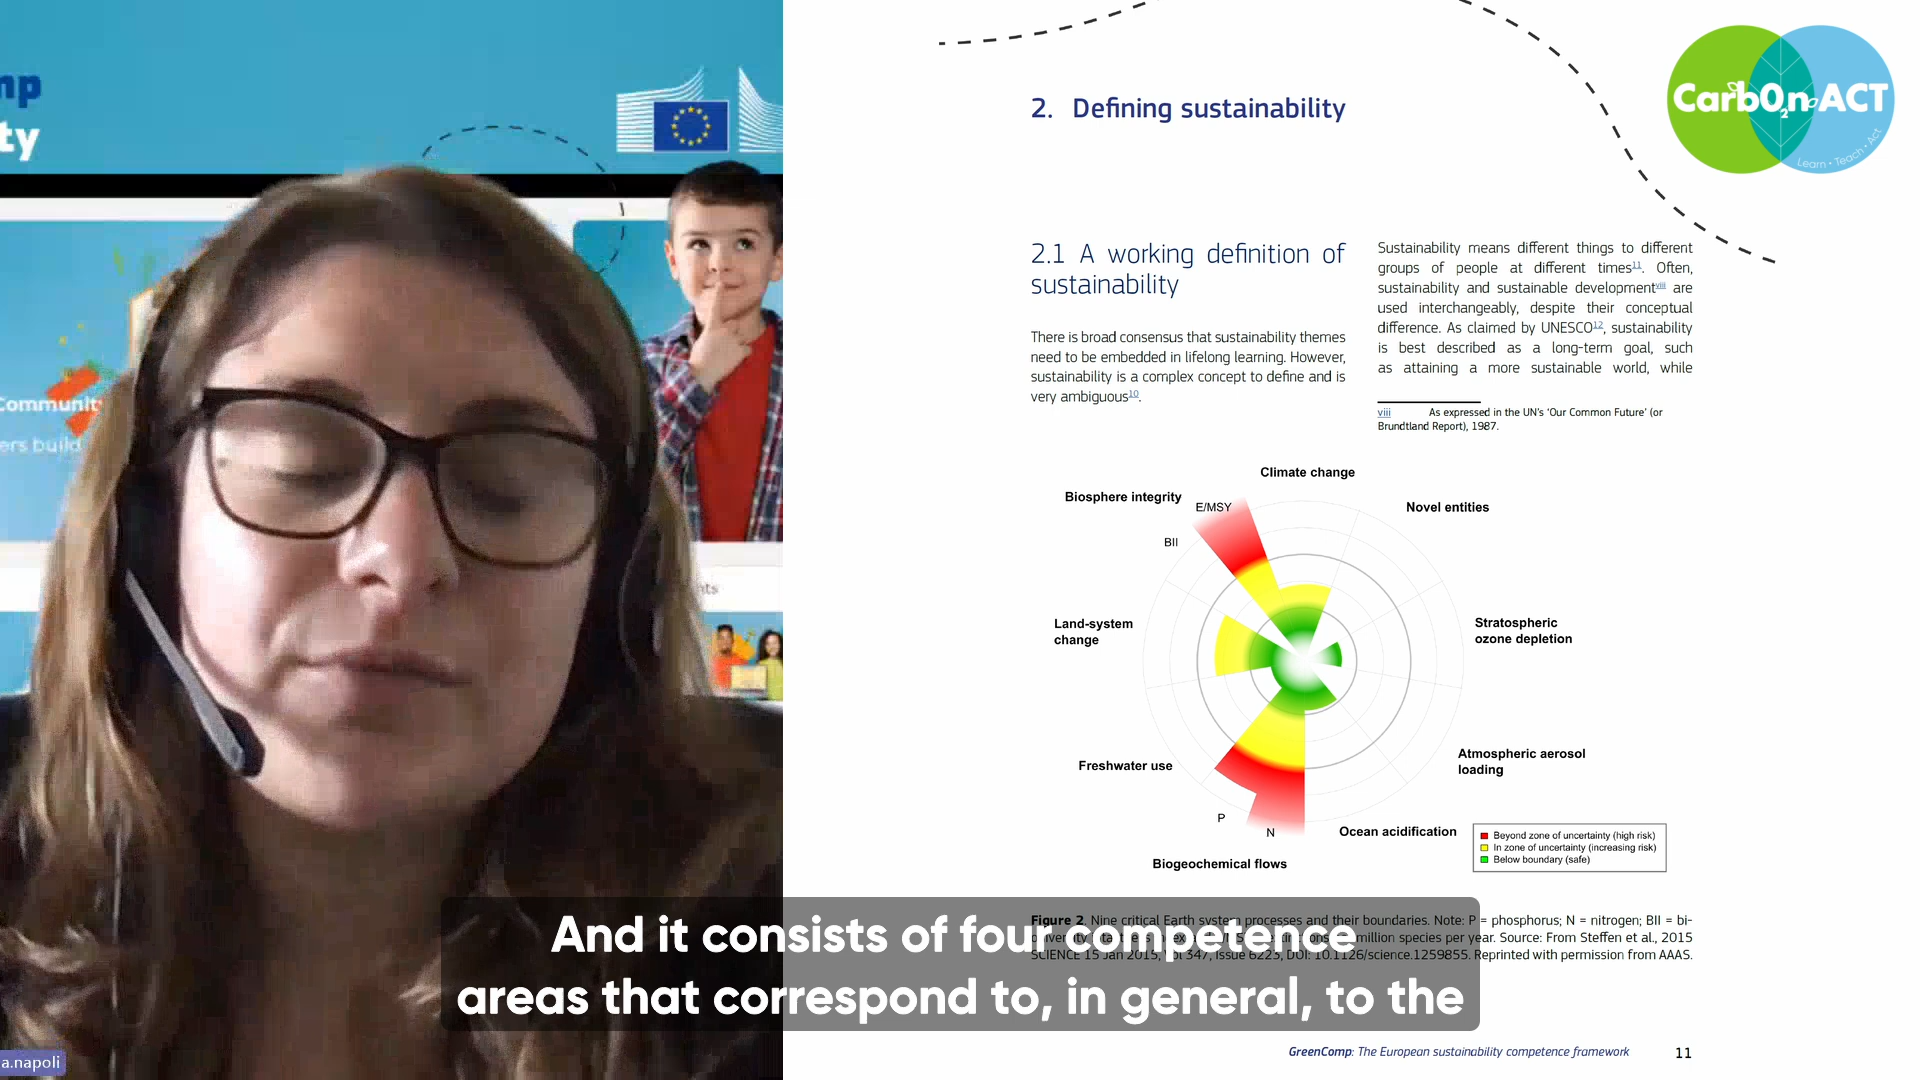 mp
ty
Communit
ers build
nts
a.napoli
CarbOn ACT
2
Learn • Teach • Act
2. Defining sustainability
2.1 A working definition of
sustainability
There is broad consensus that sustainability themes
need to be embedded in lifelong learning. However,
sustainability is a complex concept to define and is
very ambiguous10.
Sustainability means different things to different
groups of people at different times11. Often,
sustainability and sustainable developmentviii are
used interchangeably, despite their conceptual
difference. As claimed by UNESCO12, sustainability
is best described as a long-term goal, such
as attaining a more sustainable world, while
viii As expressed in the UN's 'Our Common Future' (or
Brundtland Report), 1987.
Climate change
Biosphere integrity
E/MSY
Novel entities
BII
Land-system
change
Stratospheric
ozone depletion
Freshwater use
Atmospheric aerosol
loading
P
N
Ocean acidification
Biogeochemical flows
Beyond zone of uncertainty (high risk)
In zone of uncertainty (increasing risk)
Below boundary (safe)
Figure 2. Nine critical Earth system processes and their boundaries. Note: P = phosphorus; N = nitrogen; BII = bi-
million species per year. Source: From Steffen et al., 2015
SCIENCE 15 Jan 2015, Vol 347, Issue 6223, DOI: 10.1126/science.1259855. Reprinted with permission from AAAS.
And it consists of four competence
areas that correspond to, in general, to the
GreenComp: The European sustainability competence framework 11